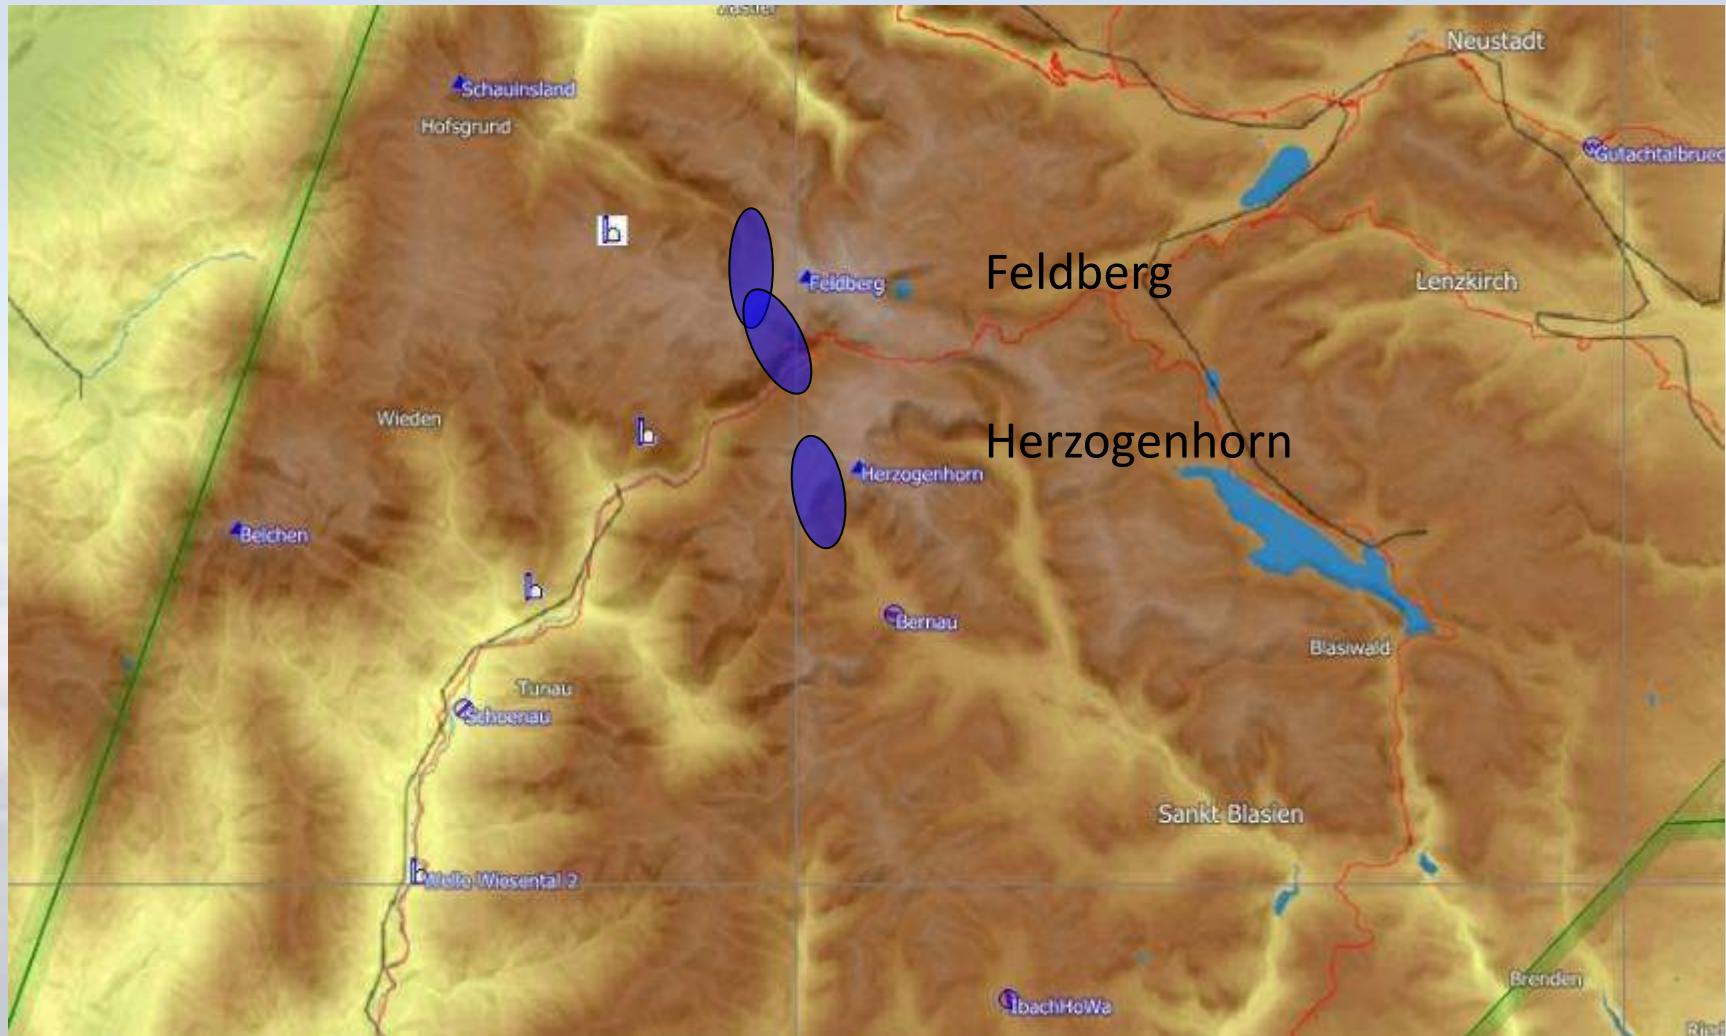 Neustadt
Schauinsland
Hofsgrund
Feldberg
Feldberg
Lenzkirch
Wieden
Herzogenhorn
Herzogenhorn
Belchen
Bernau
Blasiwald
Tunau
Schoenau
Sankt Blasien
Welle Wiesental 2
Brenden
IbachHoWa